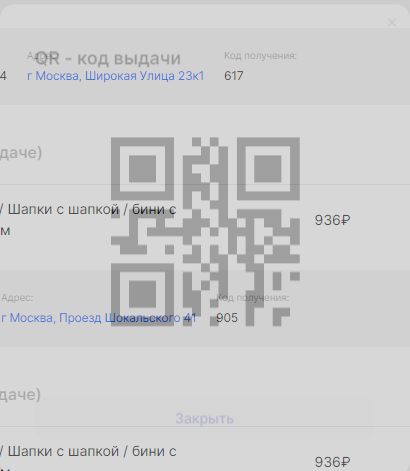 ×
Адрес:
Код получения:
QR - код выдачи
4
г Москва, Широкая Улица 23к1
617
даче)
/ Шапки с шапкой / бини с
м
936₽
Адрес:
Код получения:
г Москва, Проезд Шокальского 41
905
даче)
Закрыть
/ Шапки с шапкой / бини с
936₽